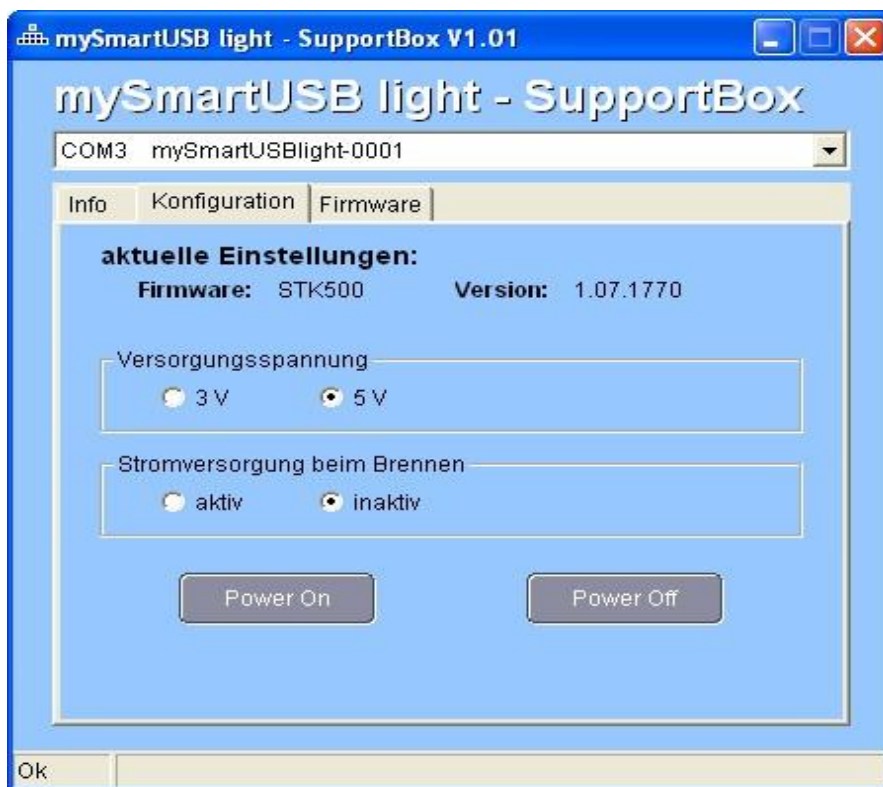 mySmartUSB light - SupportBox V1.01
mySmartUSB light - SupportBox
COM3 mySmartUSBlight-0001
Info Konfiguration Firmware
aktuelle Einstellungen:
Firmware: STK500 Version: 1.07.1770
Versorgungsspannung
3 V 5 V
Stromversorgung beim Brennen
aktiv inaktiv
Power On Power Off
Ok